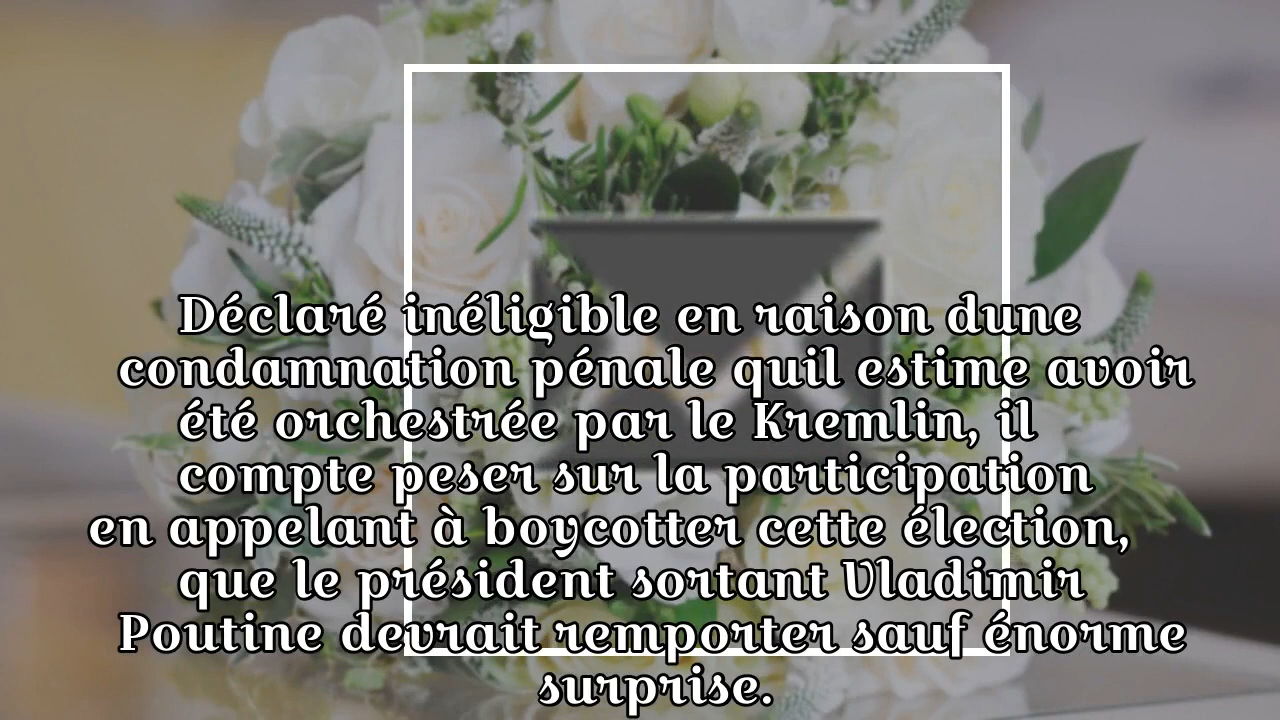 Déclaré inéligible en raison dune
condamnation pénale quil estime avoir
été orchestrée par le Kremlin, il
compte peser sur la participation
en appelant à boycotter cette élection,
que le président sortant Vladimir
Poutine devrait remporter sauf énorme
surprise.